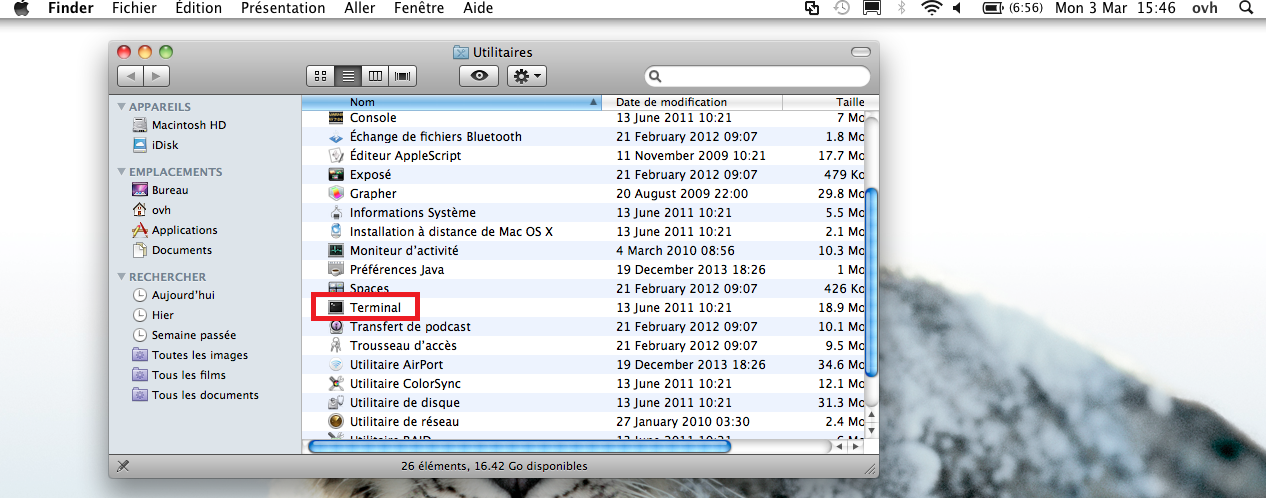 Finder Fichier Édition Présentation Aller Fenêtre Aide (6:56) Mon 3 Mar 15:46 ovh
Utilitaires
APPAREILS
Macintosh HD
iDisk
EMPLACEMENTS
Bureau
ovh
Applications
Documents
RECHERCHER
Aujourd'hui
Hier
Semaine passée
Toutes les images
Tous les films
Tous les documents
Nom Date de modification Taille
Console 13 June 2011 10:21 7 Mo
Échange de fichiers Bluetooth 21 February 2012 09:07 1.8 Mo
Éditeur AppleScript 11 November 2009 10:21 17.7 Mo
Exposé 21 February 2012 09:07 479 Ko
Grapher 20 August 2009 22:00 29.8 Mo
Informations Système 13 June 2011 10:21 5.5 Mo
Installation à distance de Mac OS X 13 June 2011 10:21 2.1 Mo
Moniteur d'activité 4 March 2010 08:56 10.3 Mo
Préférences Java 19 December 2013 18:26 1 Mo
Spaces 21 February 2012 09:07 426 Ko
Terminal 13 June 2011 10:21 18.9 Mo
Transfert de podcast 21 February 2012 09:07 10.1 Mo
Trousseau d'accès 21 February 2012 09:07 9.5 Mo
Utilitaire AirPort 19 December 2013 18:26 34.6 Mo
Utilitaire ColorSync 13 June 2011 10:21 12.1 Mo
Utilitaire de disque 13 June 2011 10:21 31.3 Mo
Utilitaire de réseau 27 January 2010 03:30 2.4 Mo
Utilitaire RAID 13 June 2011 10:21
26 éléments, 16.42 Go disponibles